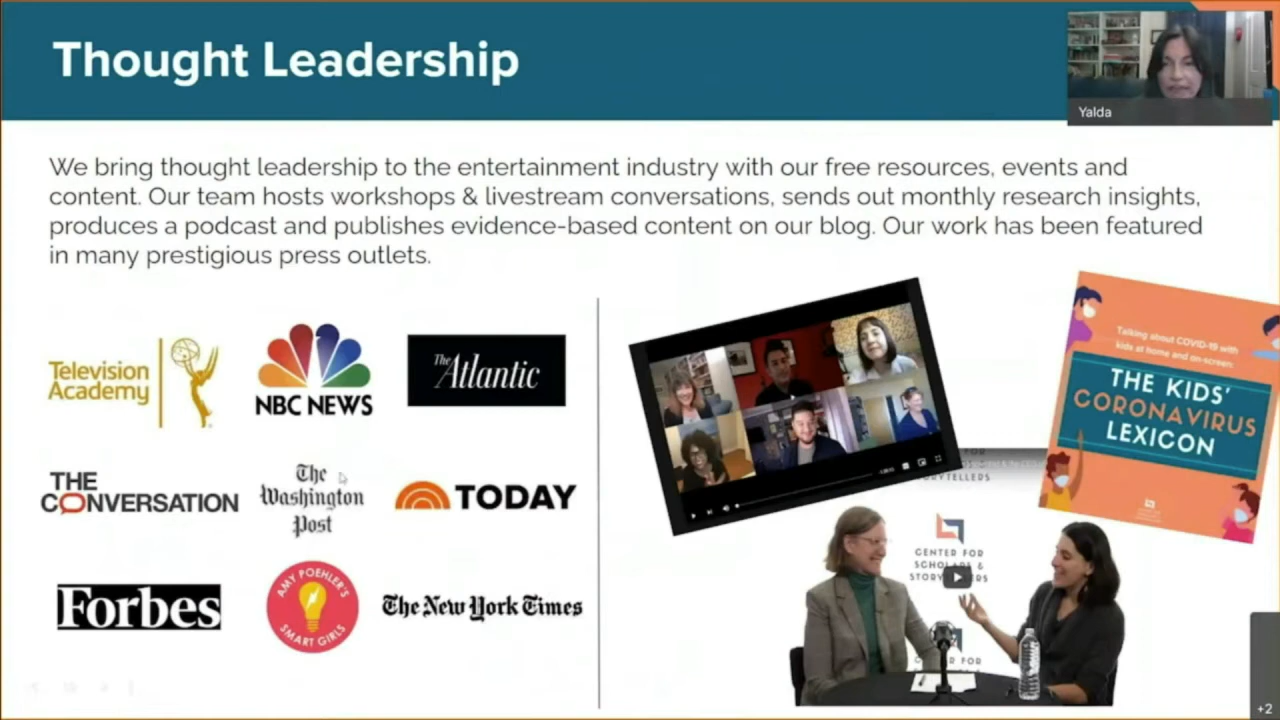 Thought Leadership
Yalda
We bring thought leadership to the entertainment industry with our free resources, events and
content. Our team hosts workshops & livestream conversations, sends out monthly research insights,
produces a podcast and publishes evidence-based content on our blog. Our work has been featured
in many prestigious press outlets.
Television
Academy
NBC NEWS
The Atlantic
THE
CONVERSATION
The
Washington
Post
TODAY
Forbes
AMY POEHLER'S
SMART GIRLS
The New York Times
Talking about COVID-19 with
kids at home and on-screen:
THE KIDS'
CORONAVIRUS
LEXICON
CENTER FOR
SCHOLARS &
STORYTELLERS
+2